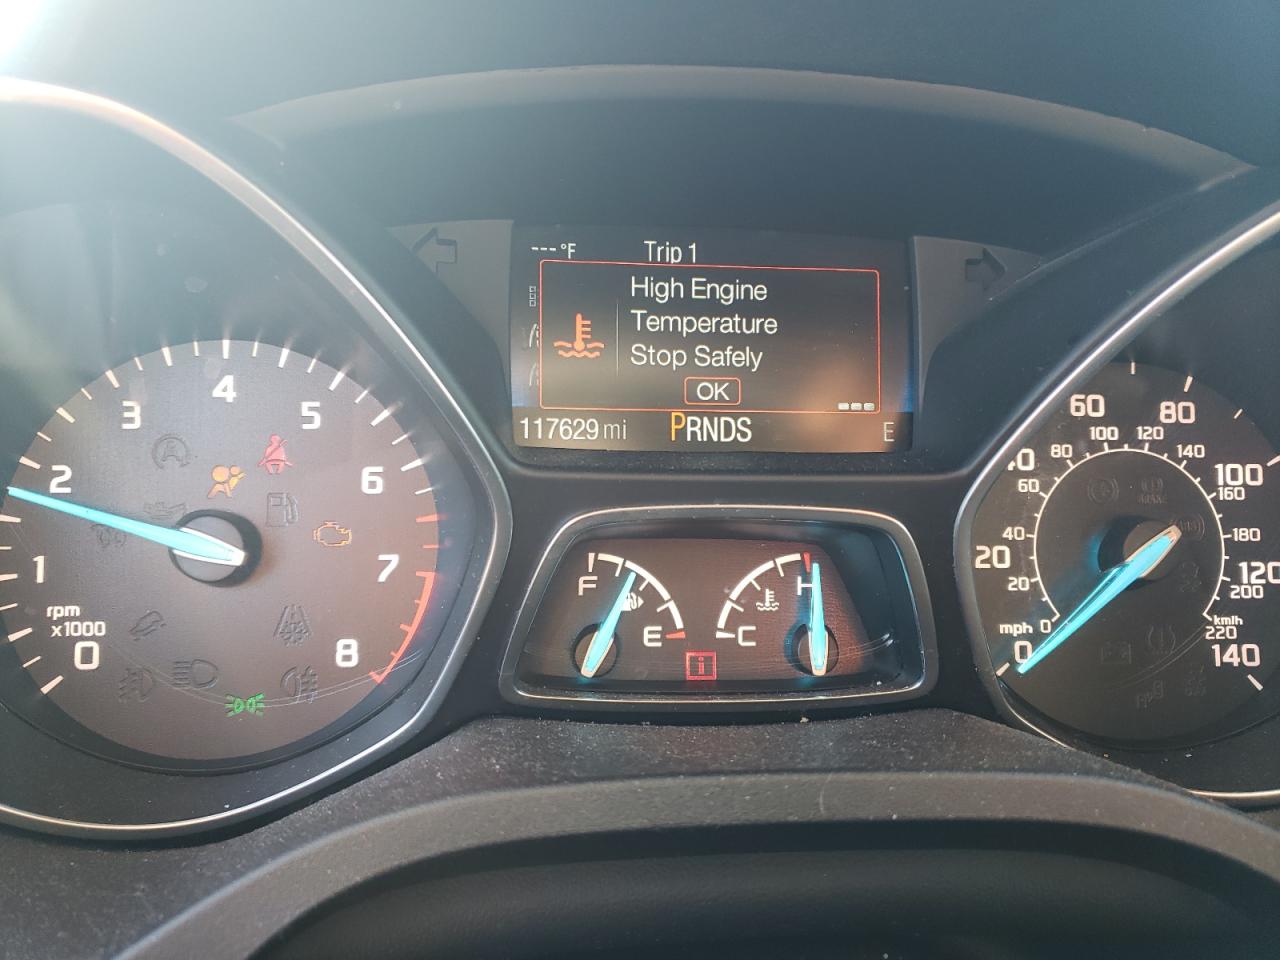 ---°F Trip 1
High Engine
Temperature
Stop Safely
OK
117629 mi PRNDS E
0
1
2
3
4
5
6
7
8
rpm
x1000
F
E
C
H
i
0
20
40
60
80
100
120
140
mph
0
20
40
60
80
100
120
140
160
180
200
220
km/h